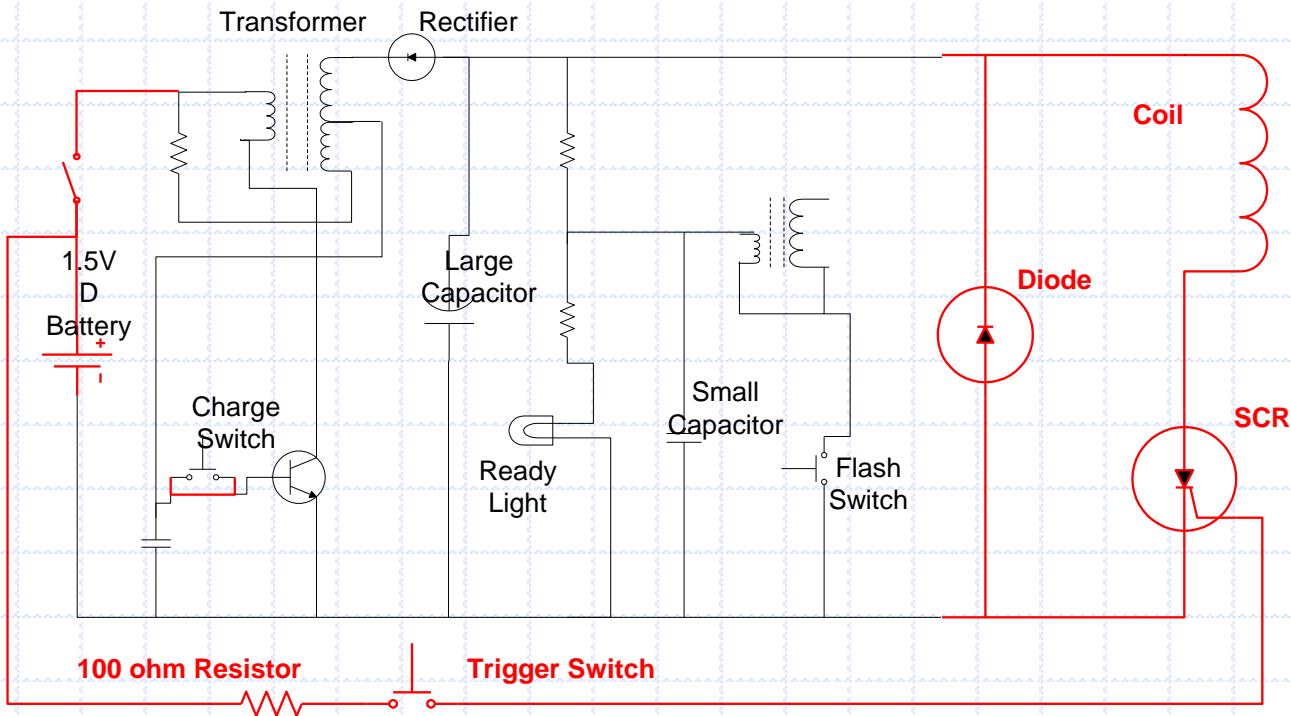 Transformer
Rectifier
Coil
1.5V
D
Battery
+
-
Large
Capacitor
Diode
Charge
Switch
Small
Capacitor
SCR
Ready
Light
Flash
Switch
100 ohm Resistor
Trigger Switch